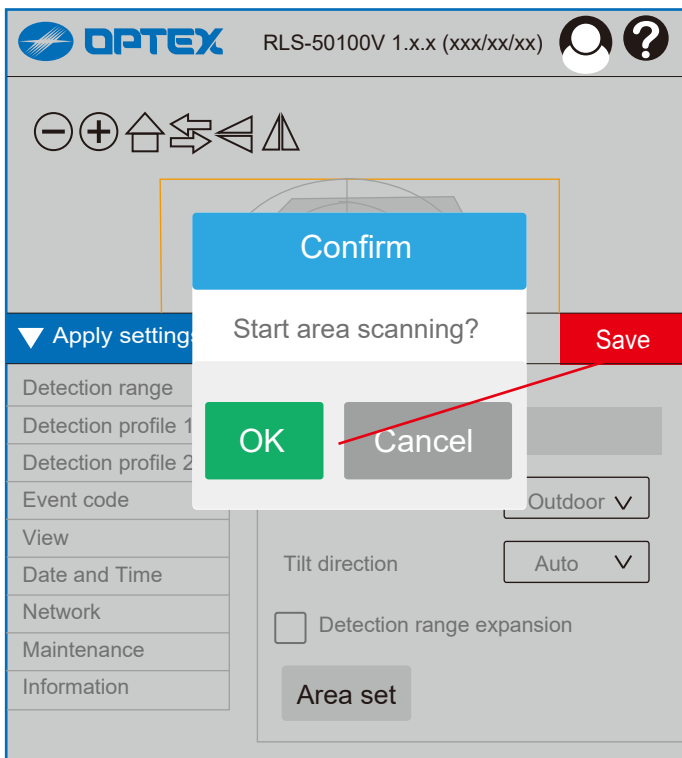 OPTEX RLS-50100V 1.x.x (xxx/xx/xx) ?
Confirm
Start area scanning?
OK Cancel
Apply setting Save
Detection range
Detection profile 1
Detection profile 2
Event code
View
Date and Time
Network
Maintenance
Information
Outdoor
Tilt direction Auto
Detection range expansion
Area set